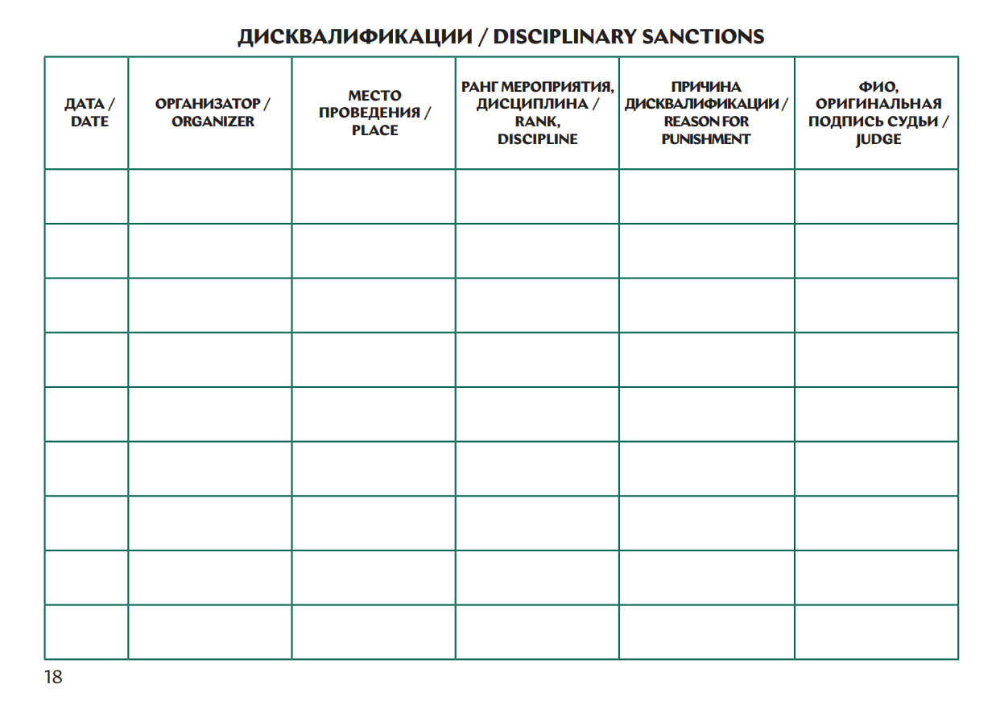 ДИСКВАЛИФИКАЦИИ / DISCIPLINARY SANCTIONS
ДАТА /
DATE
ОРГАНИЗАТОР /
ORGANIZER
МЕСТО
ПРОВЕДЕНИЯ /
PLACE
РАНГ МЕРОПРИЯТИЯ,
ДИСЦИПЛИНА /
RANK,
DISCIPLINE
ПРИЧИНА
ДИСКВАЛИФИКАЦИИ /
REASON FOR
PUNISHMENT
ФИО,
ОРИГИНАЛЬНАЯ
ПОДПИСЬ СУДЬИ /
JUDGE
18